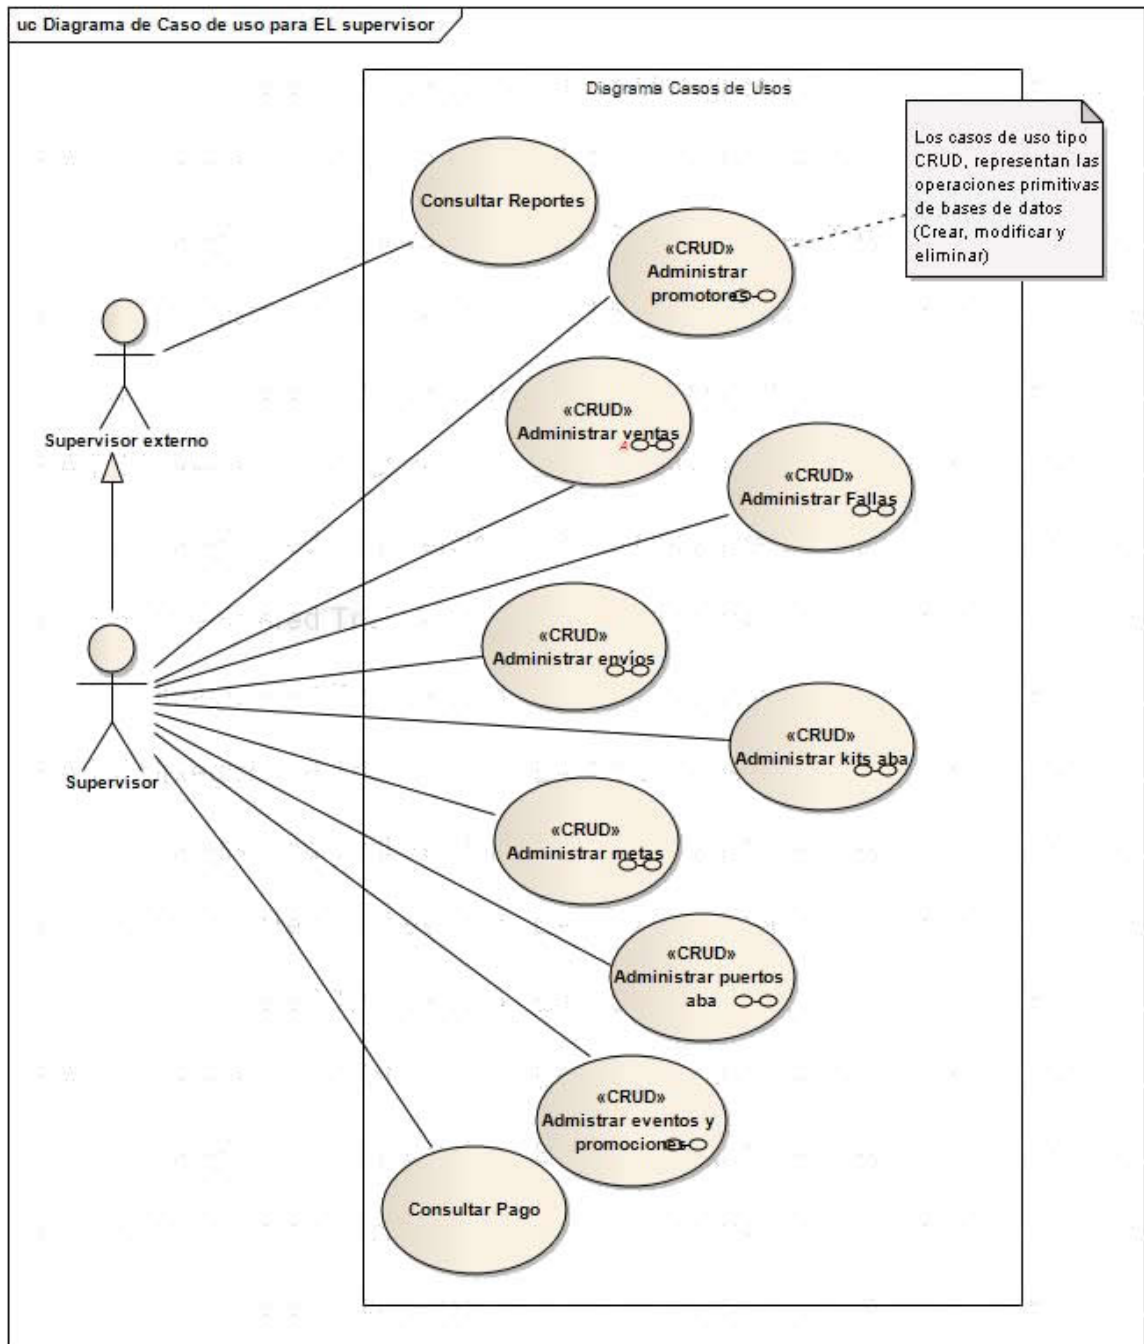 uc Diagrama de Caso de uso para EL supervisor
Diagrama Casos de Usos
Los casos de uso tipo
CRUD, representan las
operaciones primitivas
de bases de datos
(Crear, modificar y
eliminar)
Consultar Reportes
«CRUD»
Administrar
promotores
Supervisor externo
«CRUD»
Administrar ventas
A
«CRUD»
Administrar Fallas
«CRUD»
Administrar envíos
Supervisor
«CRUD»
Administrar kits aba
«CRUD»
Administrar metas
«CRUD»
Administrar puertos
aba
«CRUD»
Admistrar eventos y
promociones
Consultar Pago